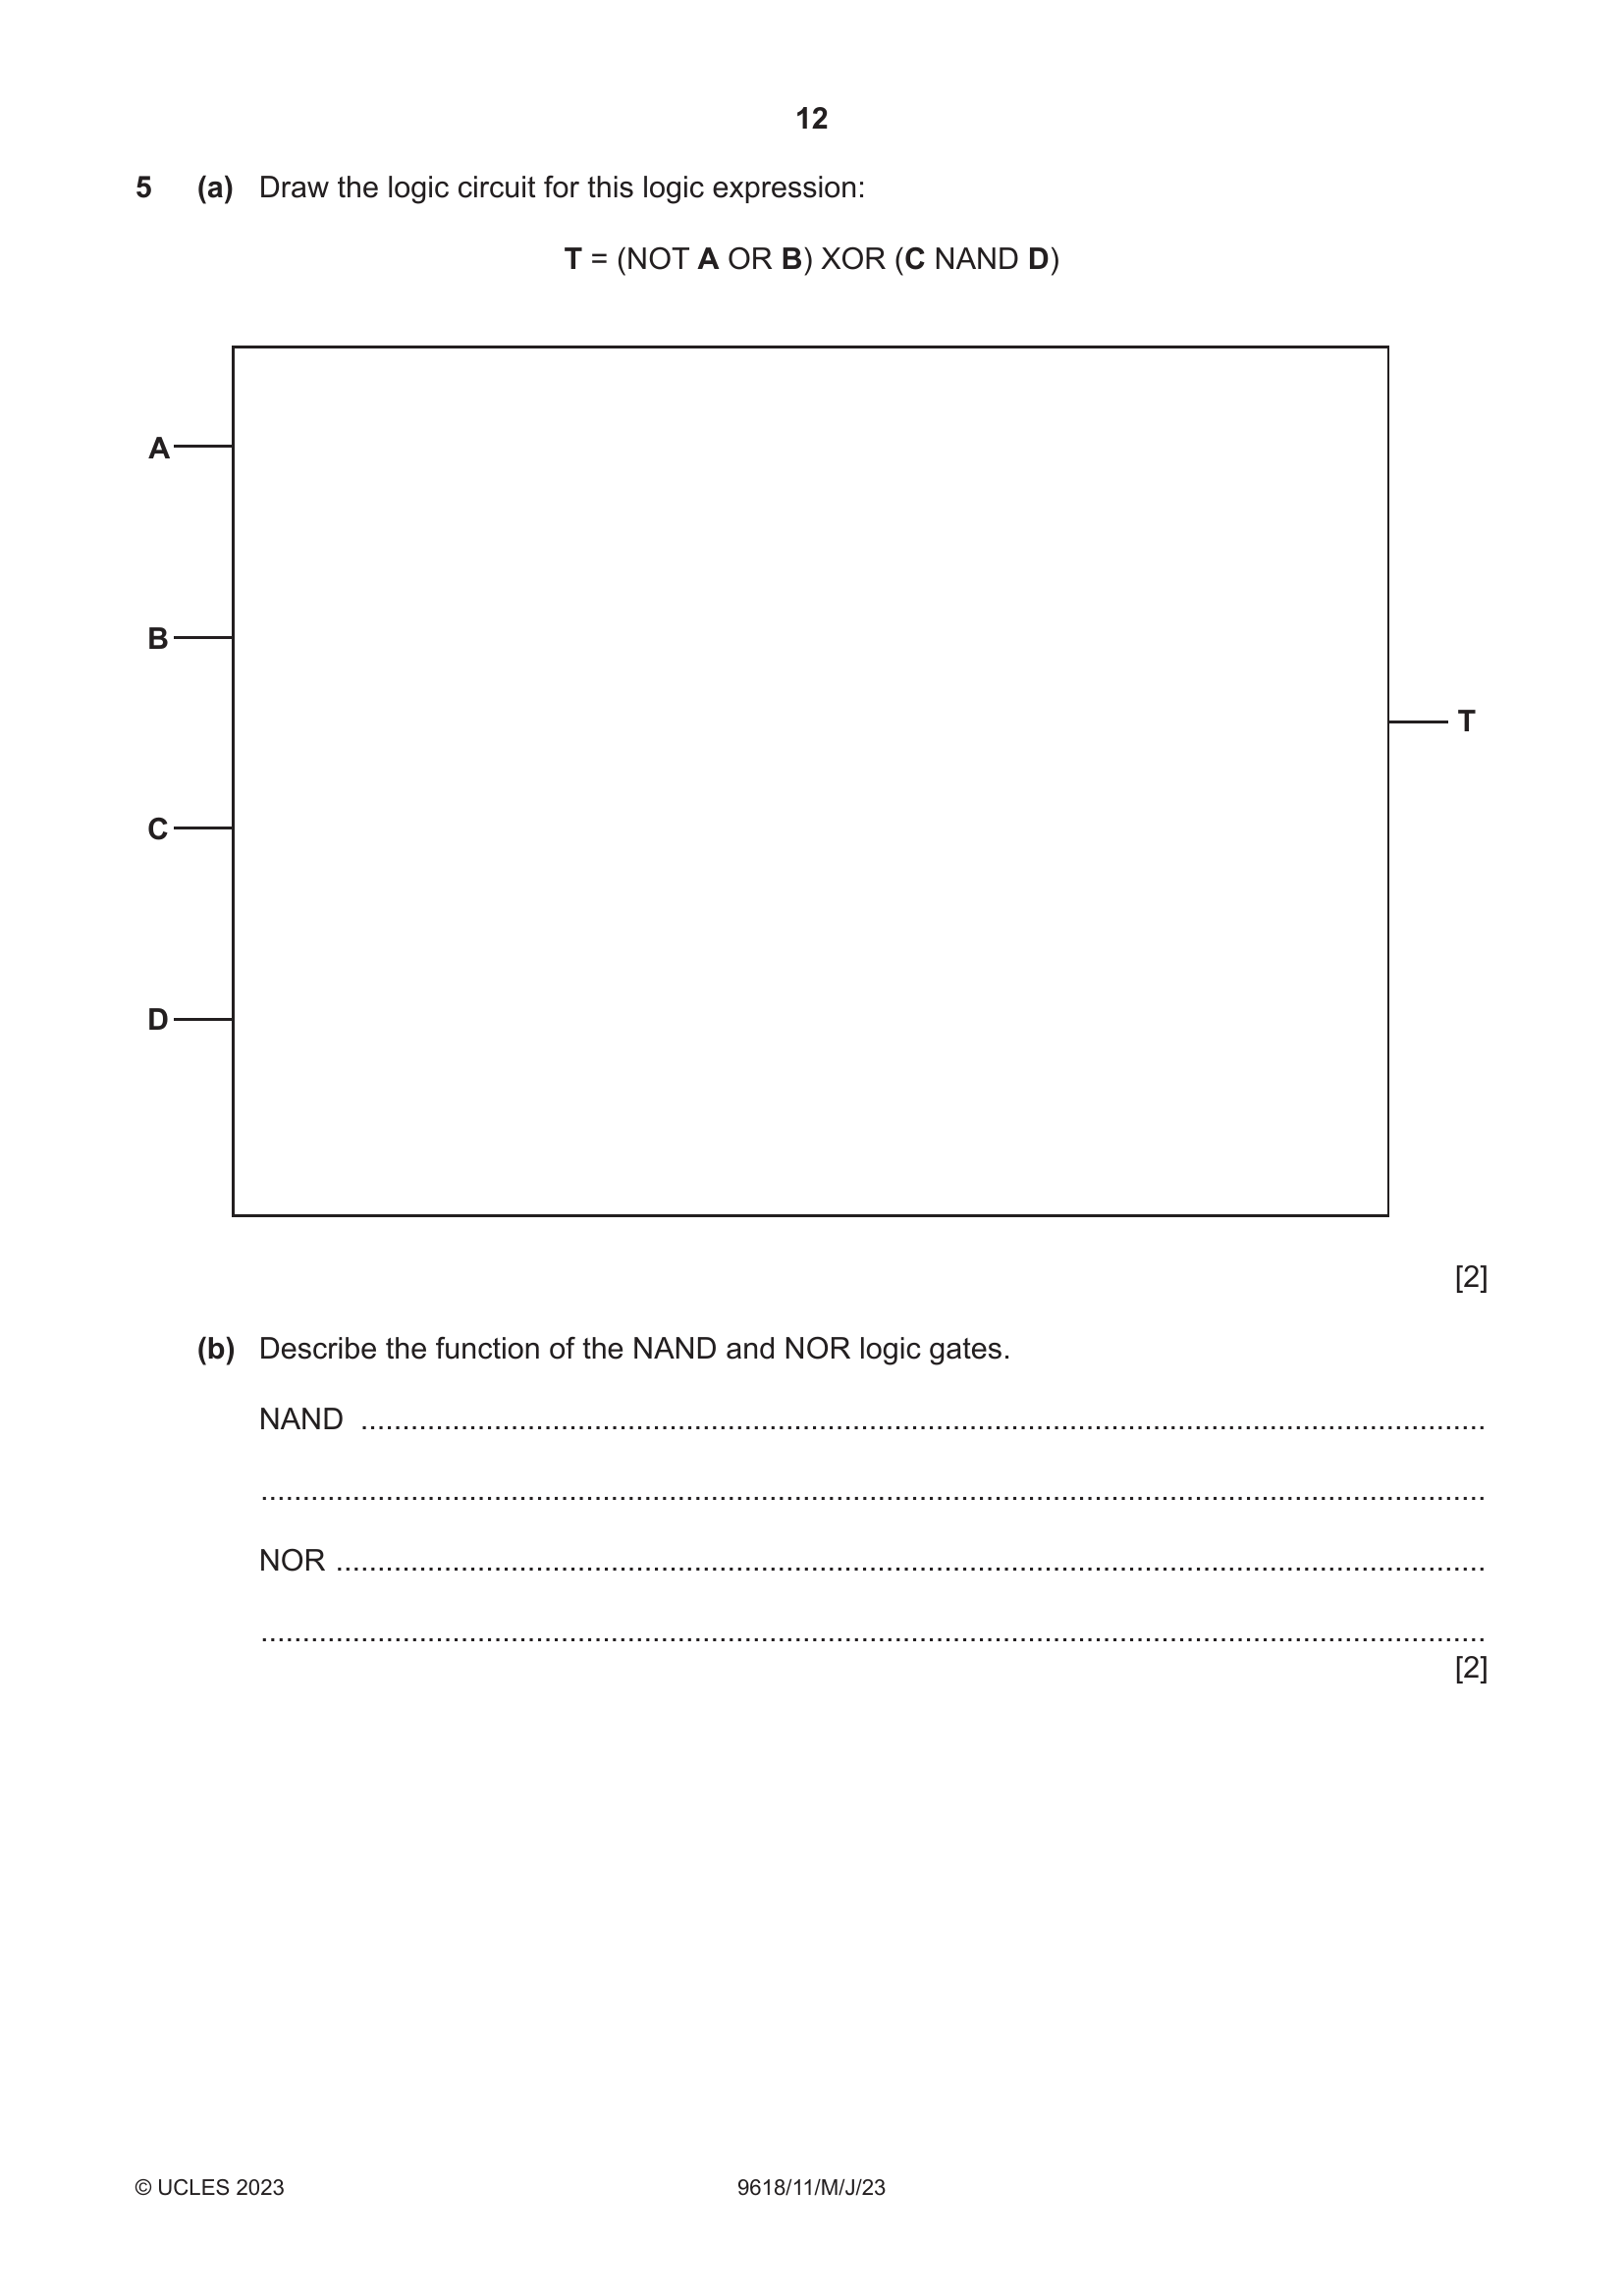 12
5 (a) Draw the logic circuit for this logic expression:
T = (NOT A OR B) XOR (C NAND D)
A
B
T
C
D
[2]
(b) Describe the function of the NAND and NOR logic gates.
NAND ................................................................................................................................
................................................................................................................................
NOR ................................................................................................................................
................................................................................................................................
[2]
© UCLES 2023 9618/11/M/J/23